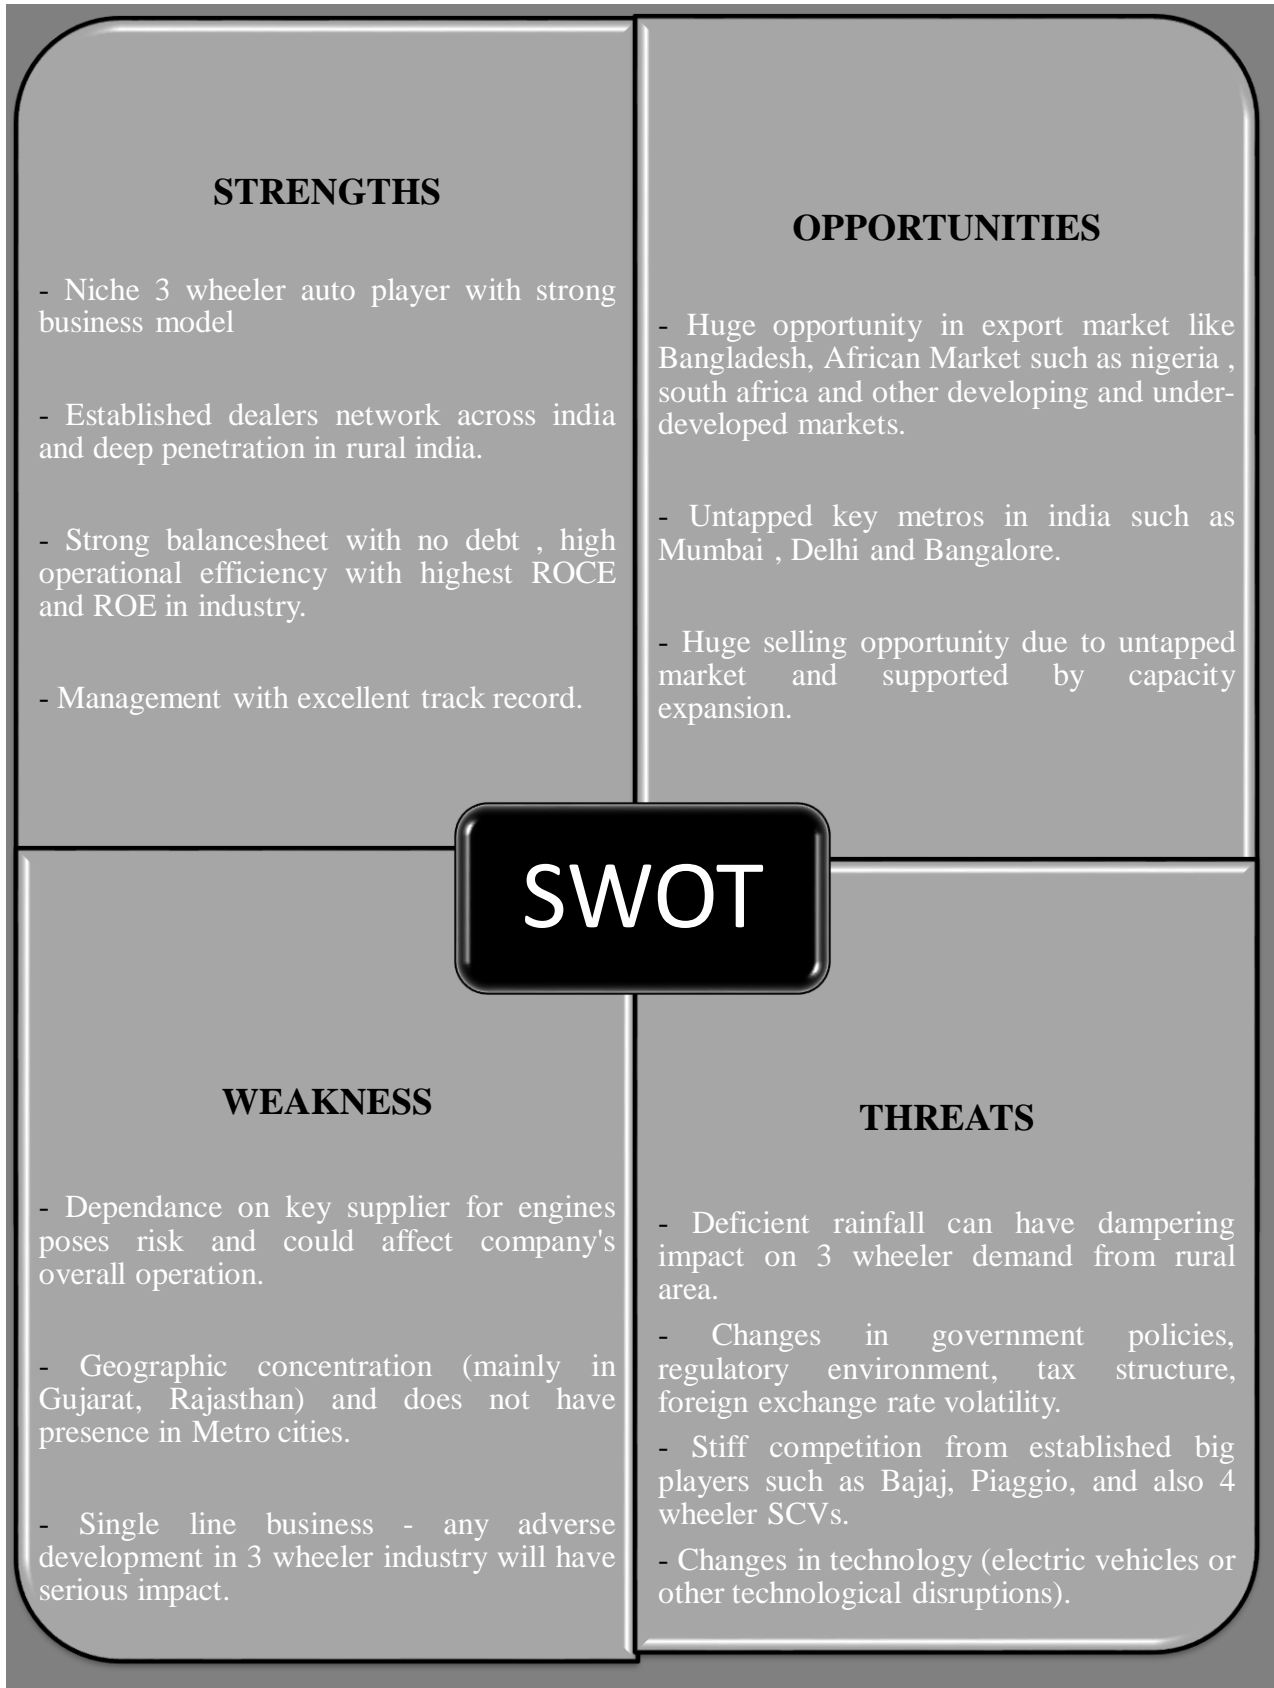 STRENGTHS
- Niche 3 wheeler auto player with strong
business model
- Established dealers network across india
and deep penetration in rural india.
- Strong balancesheet with no debt , high
operational efficiency with highest ROCE
and ROE in industry.
- Management with excellent track record.
OPPORTUNITIES
- Huge opportunity in export market like
Bangladesh, African Market such as nigeria ,
south africa and other developing and under-
developed markets.
- Untapped key metros in india such as
Mumbai , Delhi and Bangalore.
- Huge selling opportunity due to untapped
market and supported by capacity
expansion.
SWOT
WEAKNESS
- Dependance on key supplier for engines
poses risk and could affect company's
overall operation.
- Geographic concentration (mainly in
Gujarat, Rajasthan) and does not have
presence in Metro cities.
- Single line business - any adverse
development in 3 wheeler industry will have
serious impact.
THREATS
- Deficient rainfall can have dampering
impact on 3 wheeler demand from rural
area.
- Changes in government policies,
regulatory environment, tax structure,
foreign exchange rate volatility.
- Stiff competition from established big
players such as Bajaj, Piaggio, and also 4
wheeler SCVs.
- Changes in technology (electric vehicles or
other technological disruptions).